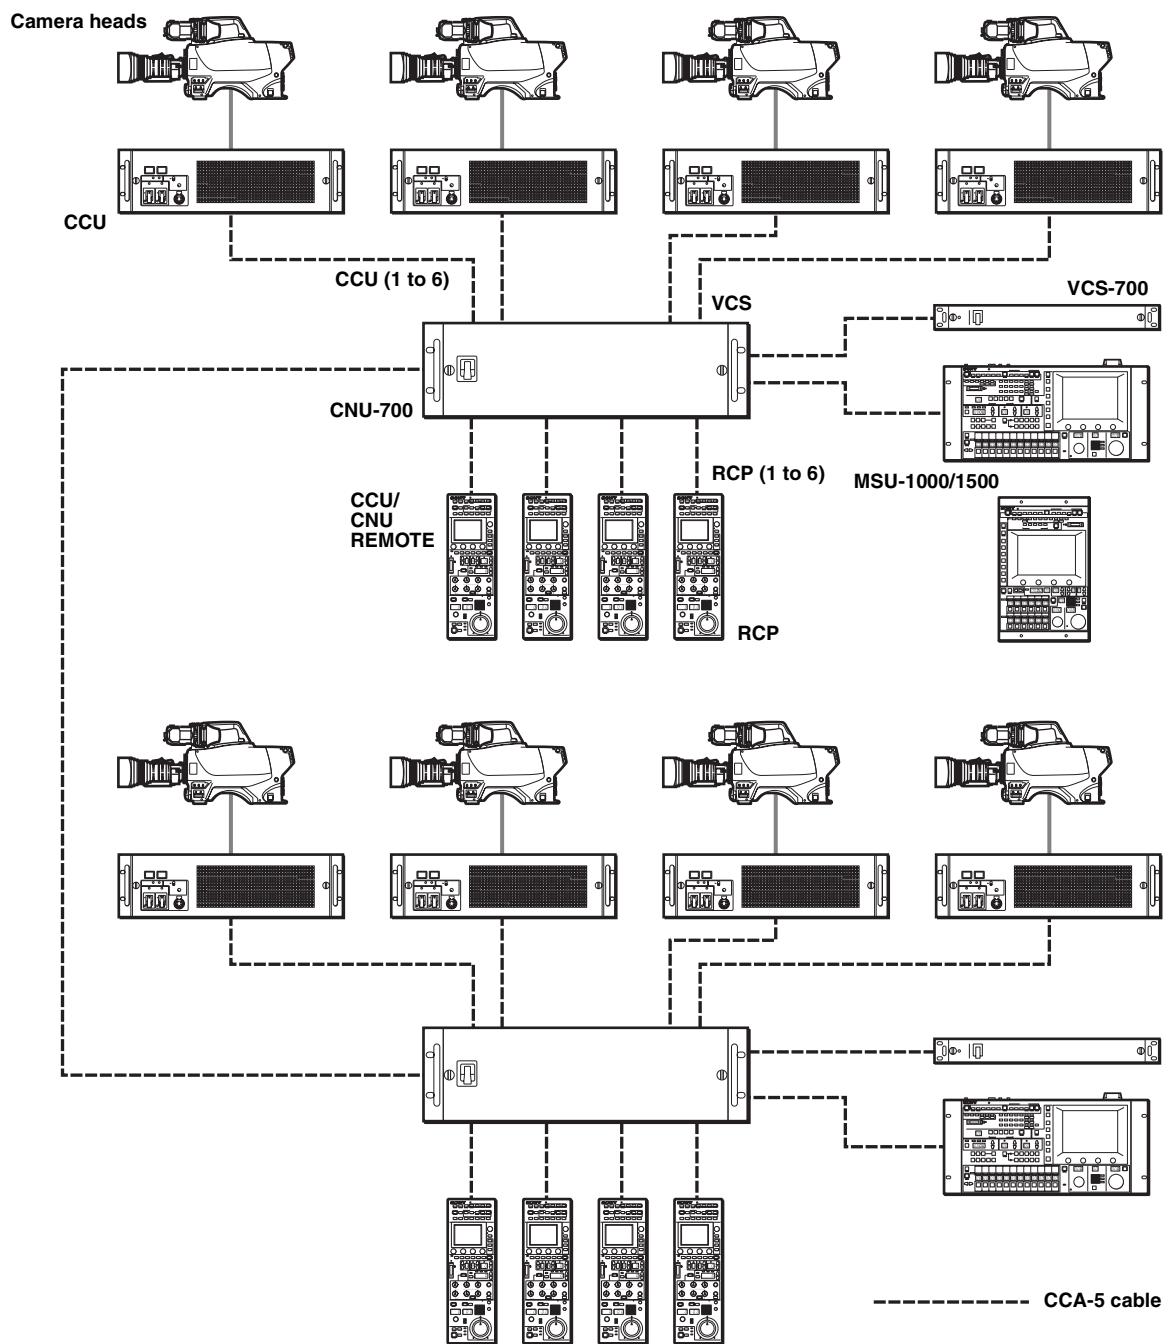 Camera heads
CCU
CCU (1 to 6)
VCS
VCS-700
CNU-700
RCP (1 to 6)
MSU-1000/1500
CCU/
CNU
REMOTE
RCP
CCA-5 cable